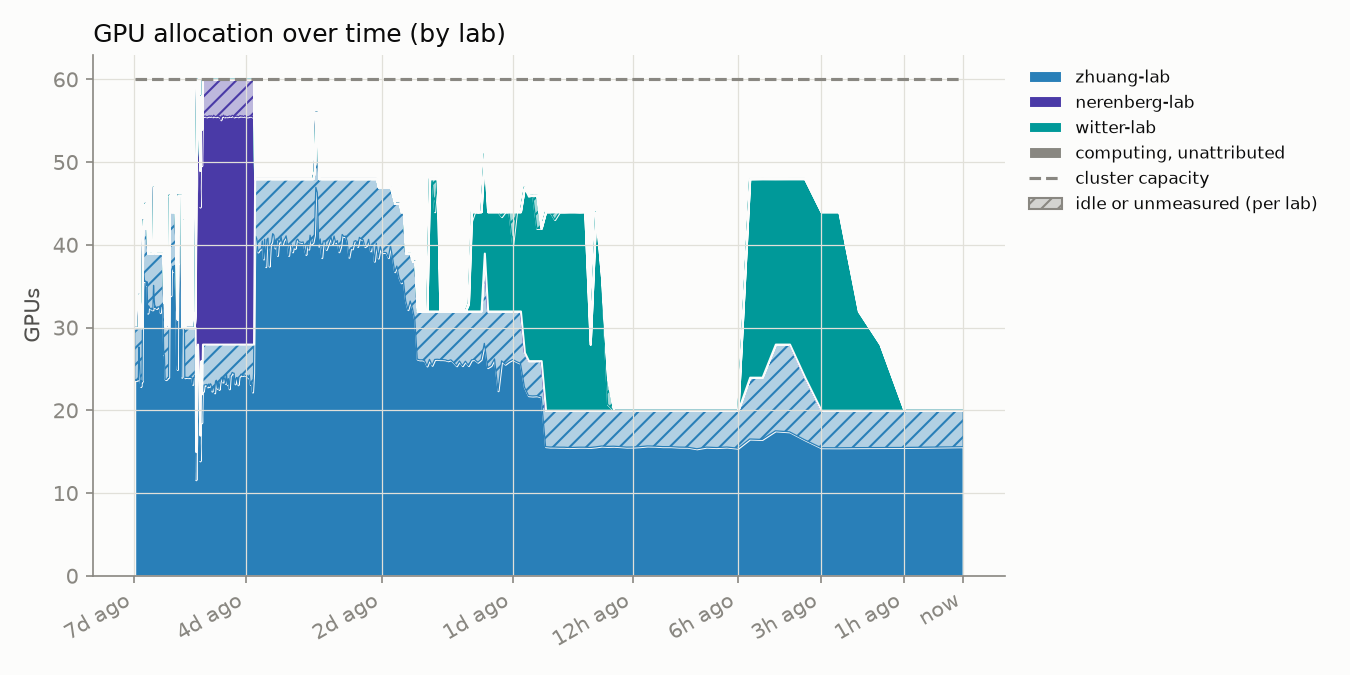 GPU allocation over time (by lab)
GPUs
60
50
40
30
20
10
0
7d ago
4d ago
2d ago
1d ago
12h ago
6h ago
3h ago
1h ago
now
zhuang-lab
nerenberg-lab
witter-lab
computing, unattributed
cluster capacity
idle or unmeasured (per lab)